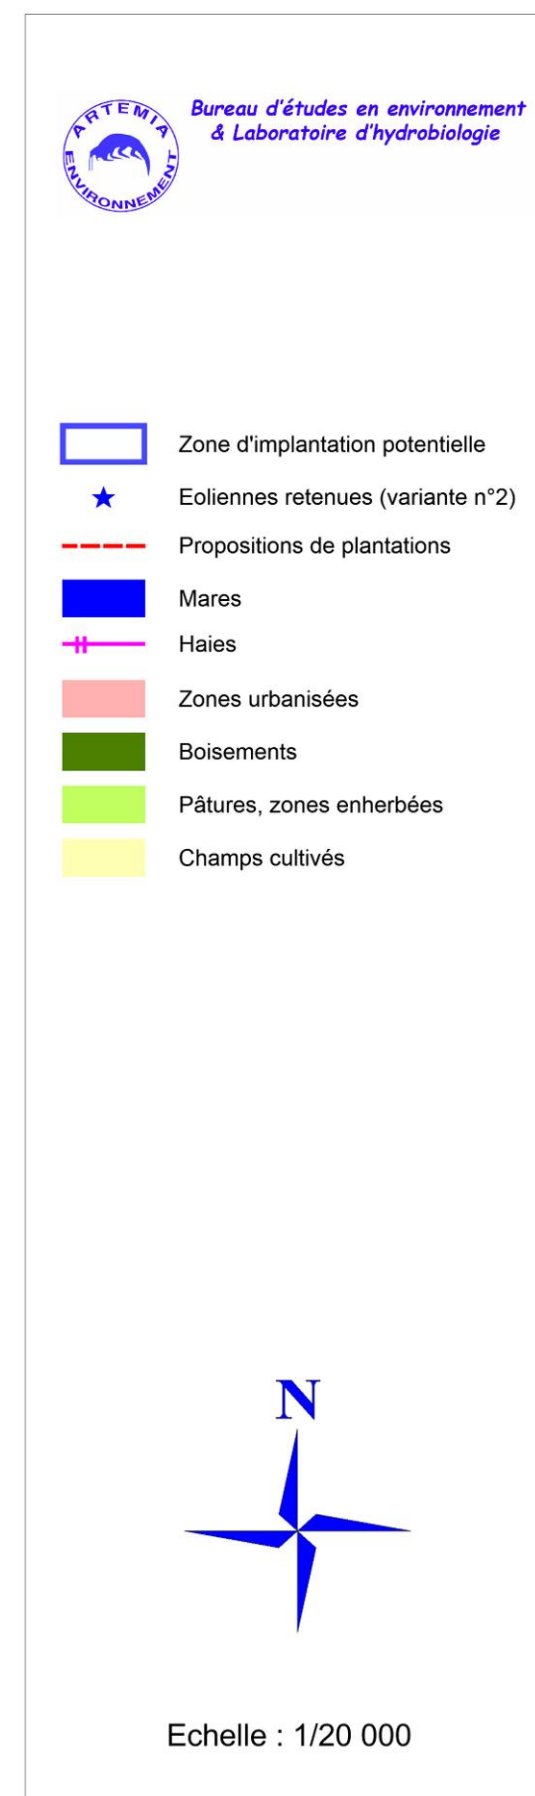 ARTEMIA
ENVIRONNEMENT
Bureau d'études en environnement
& Laboratoire d'hydrobiologie
Zone d'implantation potentielle
Eoliennes retenues (variante n°2)
Propositions de plantations
Mares
Haies
Zones urbanisées
Boisements
Pâtures, zones enherbées
Champs cultivés
N
Echelle : 1/20 000